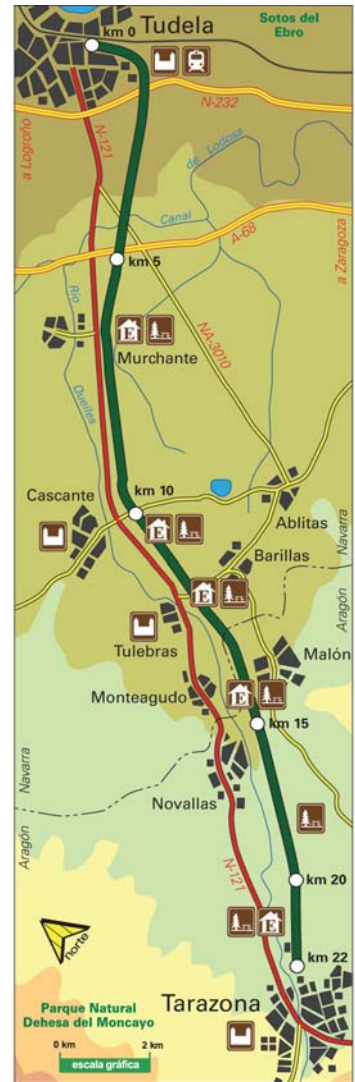 km 0
Tudela
Sotos del
Ebro
N-232
N-121
a Logroño
de Lodosa
Canal
A-68
a Zaragoza
km 5
Río
E
NA-3010
Murchante
Queiles
km 10
Cascante
E
Ablitas
Navarra
Aragón
Barillas
E
Tulebras
Malón
E
Monteagudo
km 15
Novallas
Navarra
Aragón
N-121
km 20
E
norte
km 22
Parque Natural
Dehesa del Moncayo
Tarazona
0 km 2 km
escala gráfica